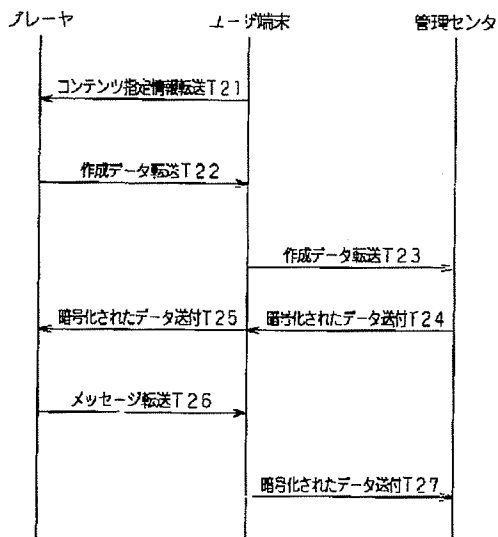 プレーヤ
ユーザ端末
管理センタ
コンテンツ指定情報転送T21
作成データ転送T22
作成データ転送T23
暗号化されたデータ送付T25
暗号化されたデータ送付T24
メッセージ転送T26
暗号化されたデータ送付T27